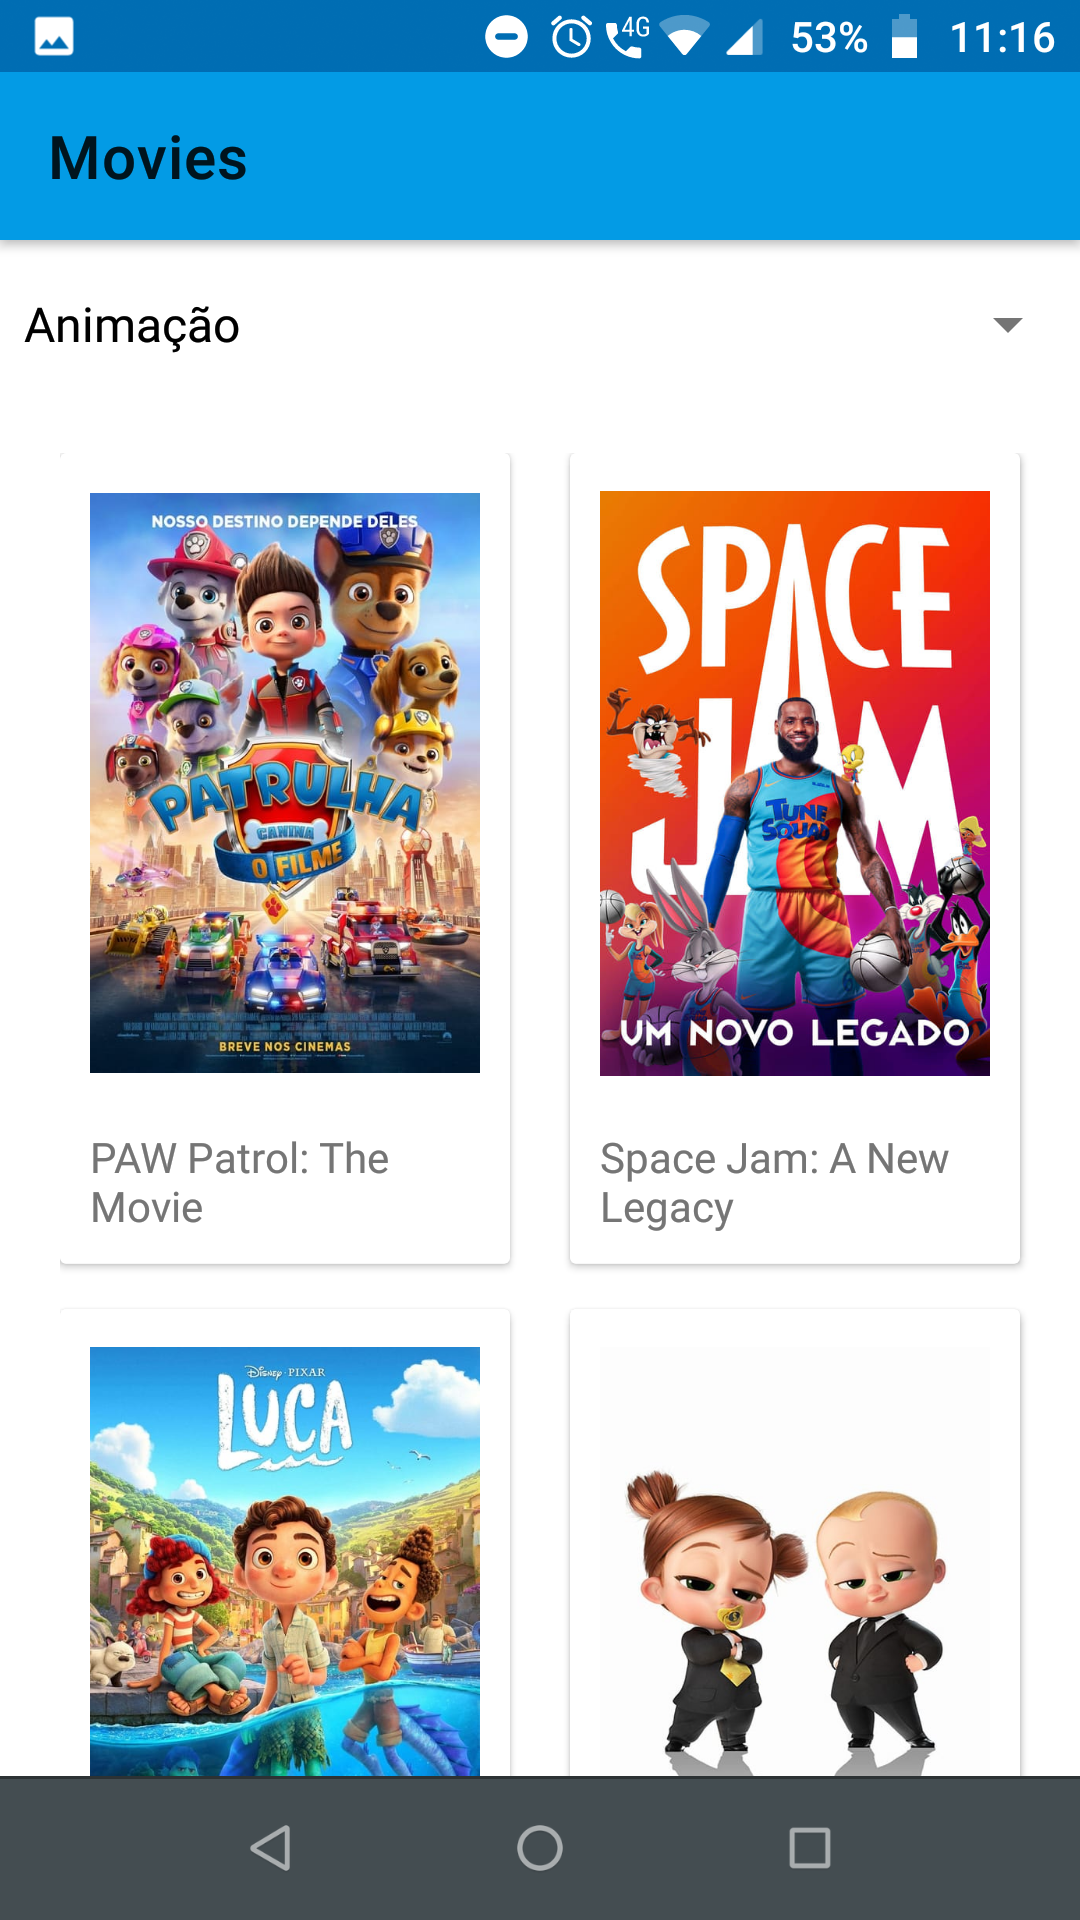 4G 53% 11:16
Movies
Animação
NOSSO DESTINO DEPENDE DELES
PATRULHA
CANINA
O FILME
BREVE NOS CINEMAS
SPACE
JAM
TUNE
SQUAD
UM NOVO LEGADO
PAW Patrol: The
Movie
Space Jam: A New
Legacy
Disney · PIXAR
LUCA